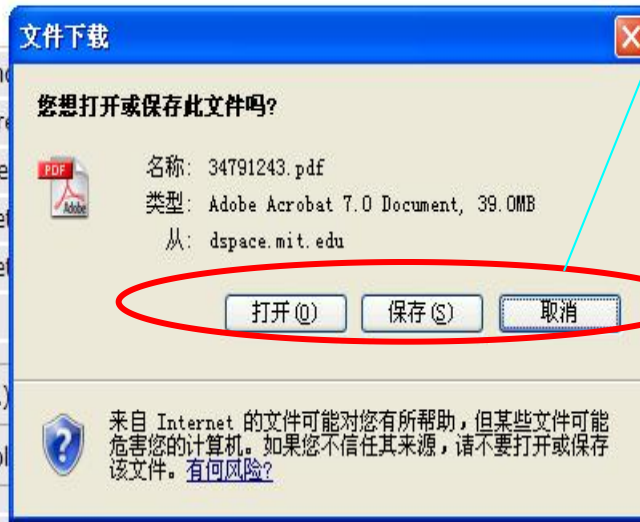 文件下载
您想打开或保存此文件吗?
PDF
Adobe
名称: 34791243.pdf
类型: Adobe Acrobat 7.0 Document, 39.0MB
从: dspace.mit.edu
打开(O) 保存(S) 取消
来自 Internet 的文件可能对您有所帮助，但某些文件可能
危害您的计算机。如果您不信任其来源，请不要打开或保存
该文件。有何风险?